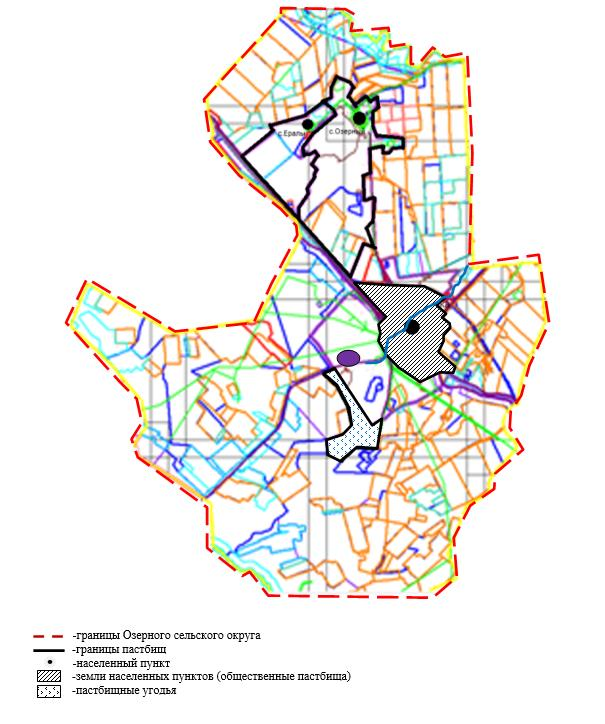 с.Ералы
с.Озерный
-границы Озерного сельского округа
-границы пастбищ
-населенный пункт
-земли населенных пунктов (общественные пастбища)
-пастбищные угодья